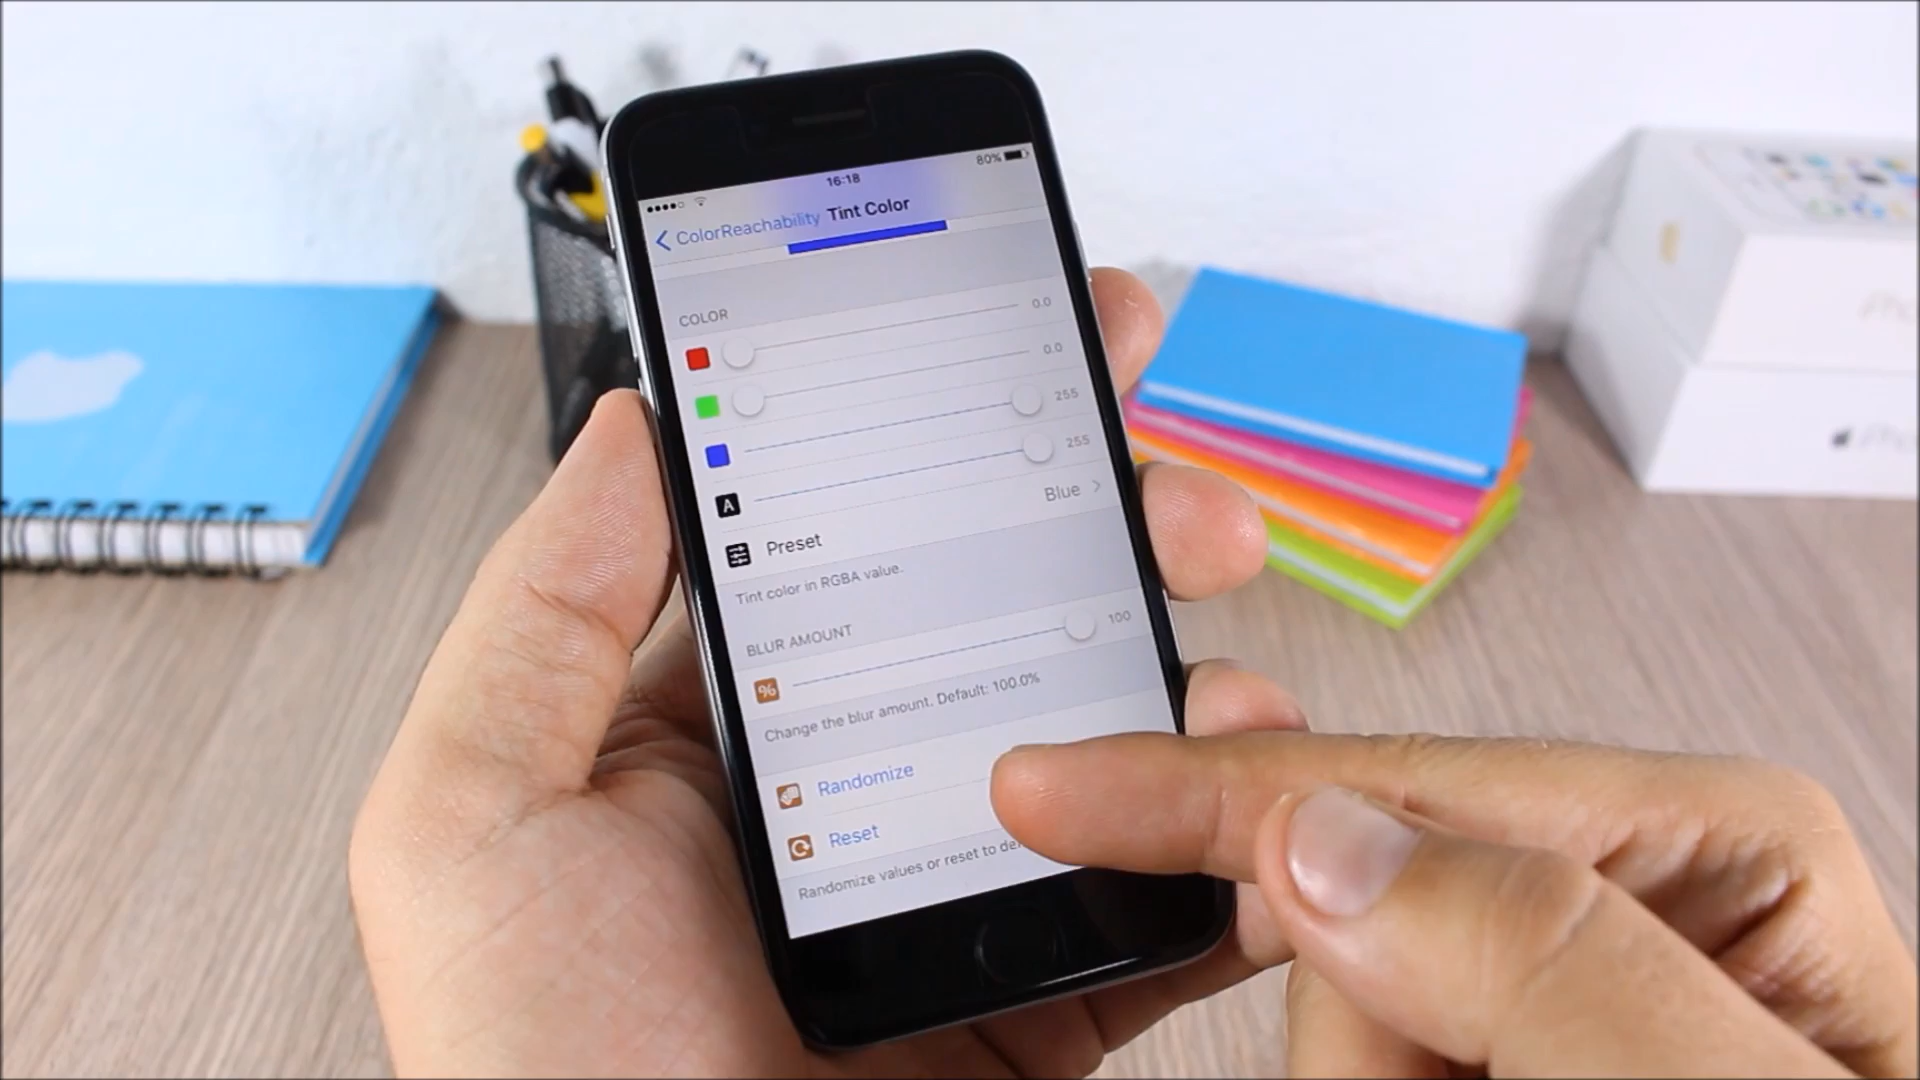 16:18
80%
ColorReachability Tint Color
COLOR
0.0
0.0
255
A 255
Preset Blue
Tint color in RGBA value.
BLUR AMOUNT
% 100
Change the blur amount. Default: 100.0%
Randomize
Reset
Randomize values or reset to